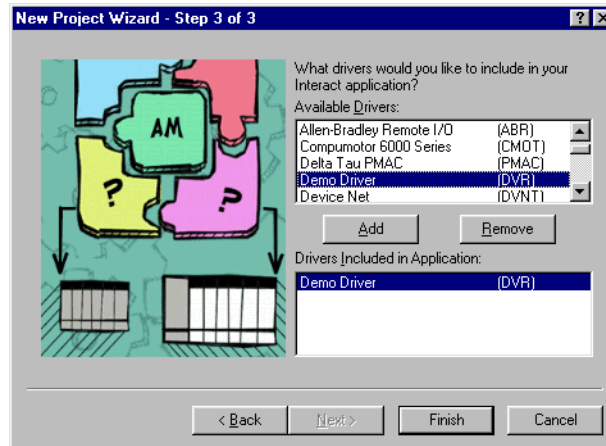 New Project Wizard - Step 3 of 3
AM
?
?
What drivers would you like to include in your
Interact application?
Available Drivers:
Allen-Bradley Remote I/O (ABR)
Compumotor 6000 Series (CMOT)
Delta Tau PMAC (PMAC)
Demo Driver (DVR)
Device Net (DVNT)
Add Remove
Drivers Included in Application:
Demo Driver (DVR)
< Back Next > Finish Cancel